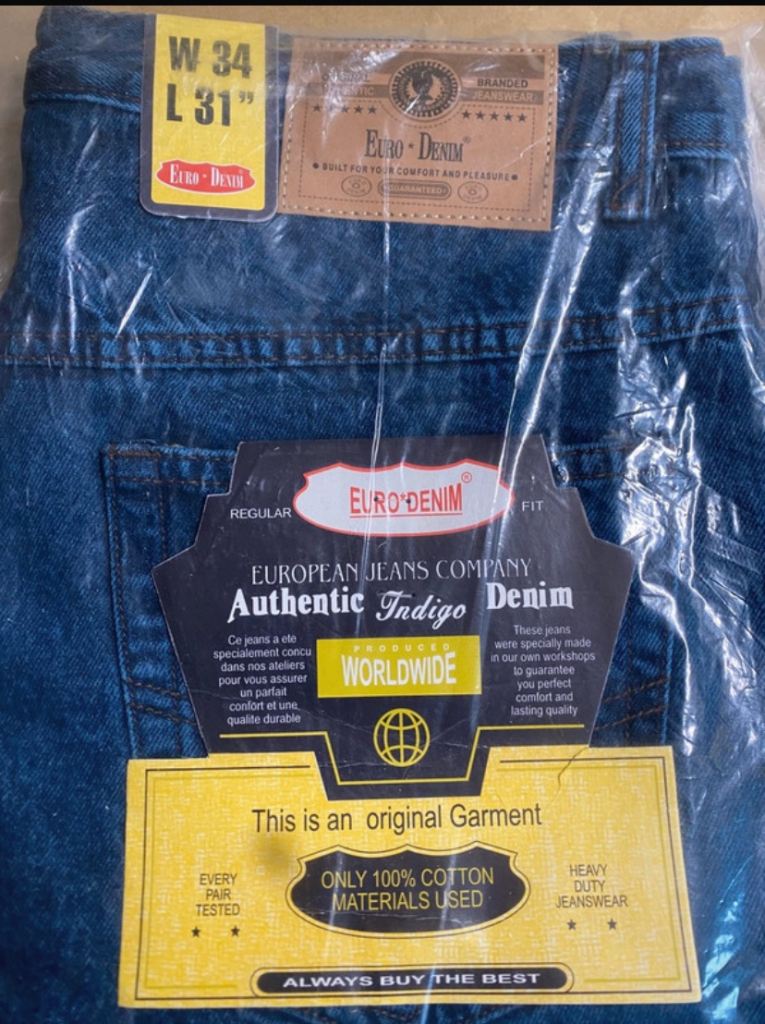 W 34
L 31”
EURO * DENIM
BRANDED
JEANSWEAR
★★★★★ ★★★★★
EURO * DENIM®
• BUILT FOR YOUR COMFORT AND PLEASURE •
GUARANTEED
REGULAR EURO*DENIM® FIT
EUROPEAN JEANS COMPANY
Authentic Indigo Denim
Ce jeans a ete
specialement concu
dans nos ateliers
pour vous assurer
un parfait
confort et une
qualite durable
PRODUCED
WORLDWIDE
These jeans
were specially made
in our own workshops
to guarantee
you perfect
comfort and
lasting quality
This is an original Garment
EVERY
PAIR
TESTED
★ ★
ONLY 100% COTTON
MATERIALS USED
HEAVY
DUTY
JEANSWEAR
★ ★
ALWAYS BUY THE BEST